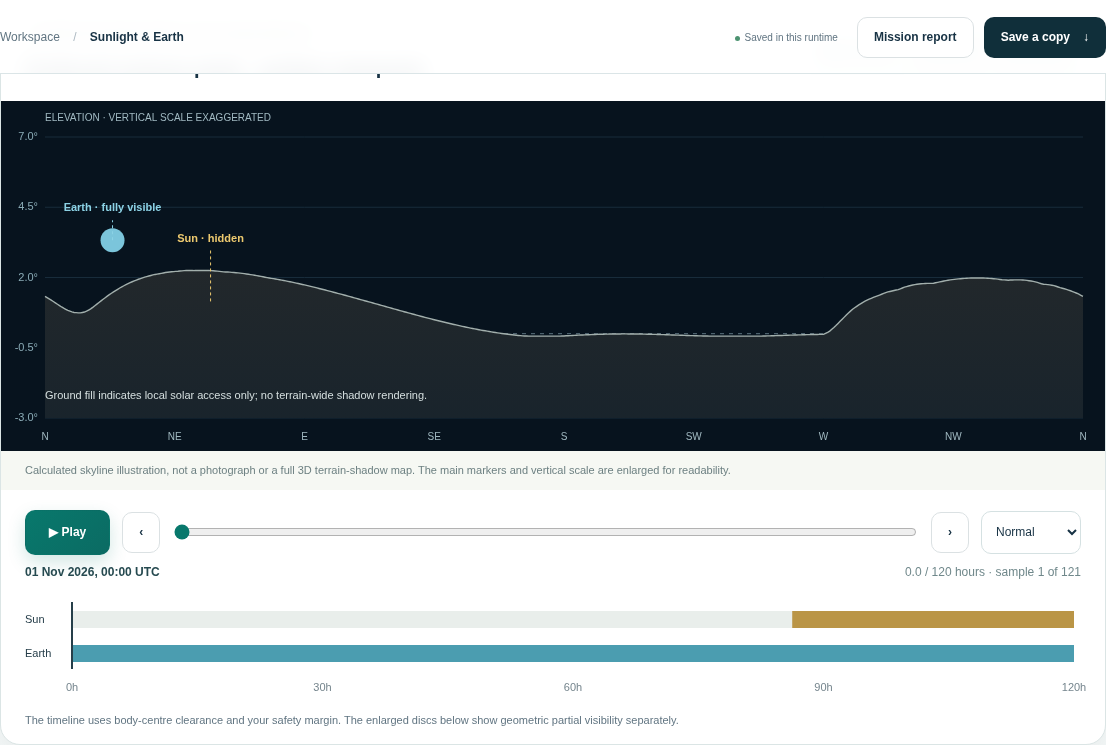 Workspace / Sunlight & Earth
Saved in this runtime
Mission report
Save a copy ↓
ELEVATION · VERTICAL SCALE EXAGGERATED
7.0°
4.5°
2.0°
-0.5°
-3.0°
Earth · fully visible
Sun · hidden
Ground fill indicates local solar access only; no terrain-wide shadow rendering.
N NE E SE S SW W NW N
Calculated skyline illustration, not a photograph or a full 3D terrain-shadow map. The main markers and vertical scale are enlarged for readability.
▶ Play ‹ › Normal
01 Nov 2026, 00:00 UTC
0.0 / 120 hours · sample 1 of 121
Sun
Earth
0h 30h 60h 90h 120h
The timeline uses body-centre clearance and your safety margin. The enlarged discs below show geometric partial visibility separately.